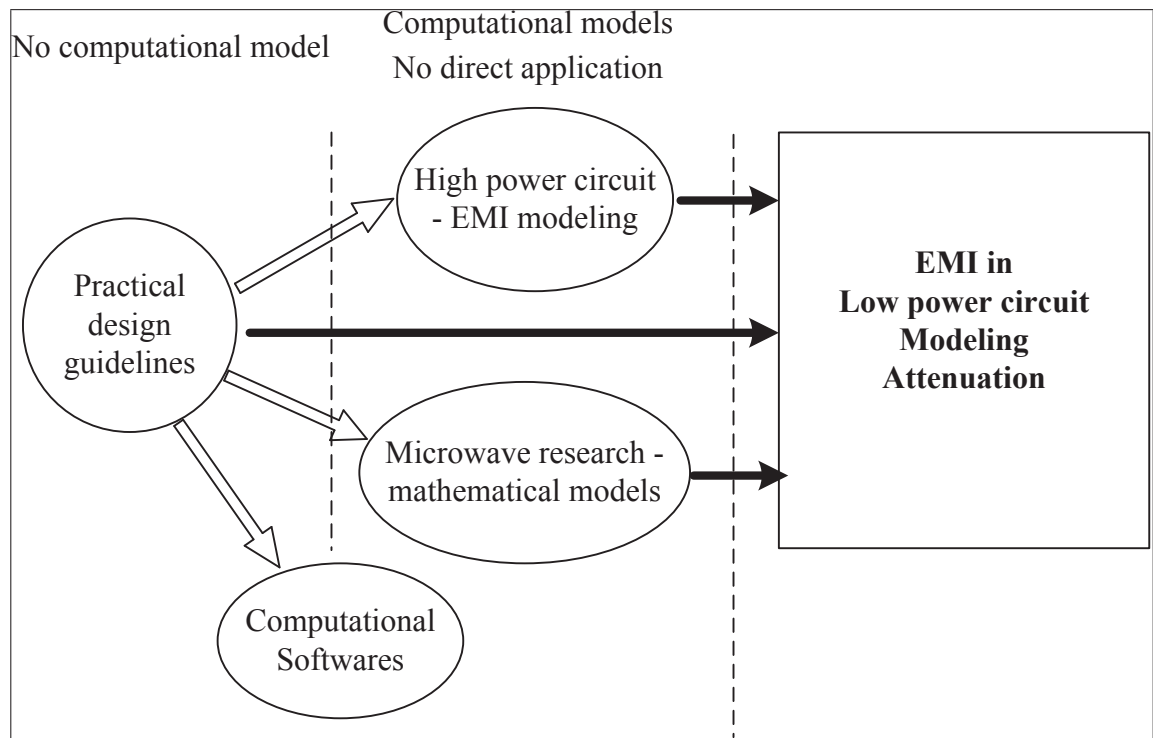 No computational model
Computational models
No direct application
High power circuit
- EMI modeling
Practical
design
guidelines
EMI in
Low power circuit
Modeling
Attenuation
Microwave research -
mathematical models
Computational
Softwares